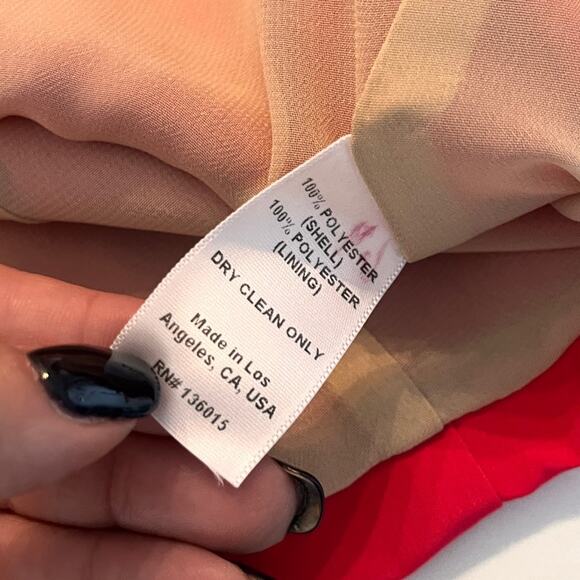 100% POLYESTER
(SHELL)
100% POLYESTER
(LINING)
DRY CLEAN ONLY
Made in Los
Angeles, CA, USA
RN# 136015